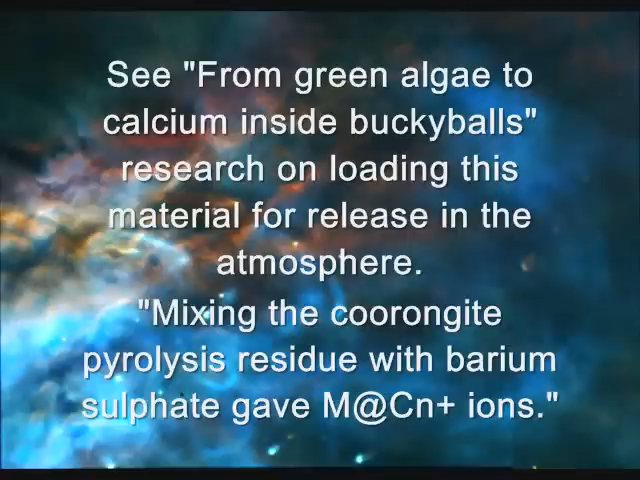 See "From green algae to
calcium inside buckyballs"
research on loading this
material for release in the
atmosphere.
"Mixing the coorongite
pyrolysis residue with barium
sulphate gave M@Cn+ ions."